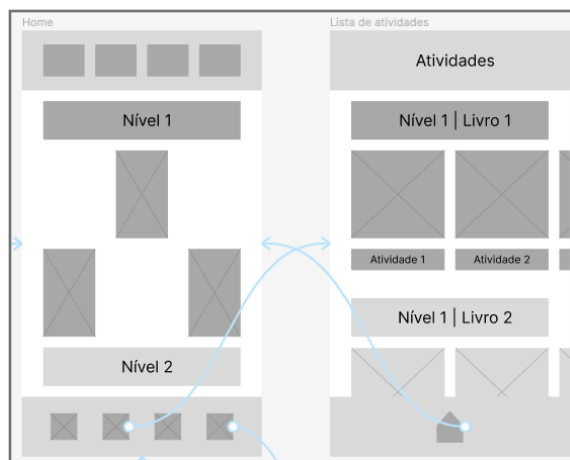 Home
Lista de atividades
Atividades
Nível 1
Nível 1 | Livro 1
Atividade 1
Atividade 2
Nível 1 | Livro 2
Nível 2